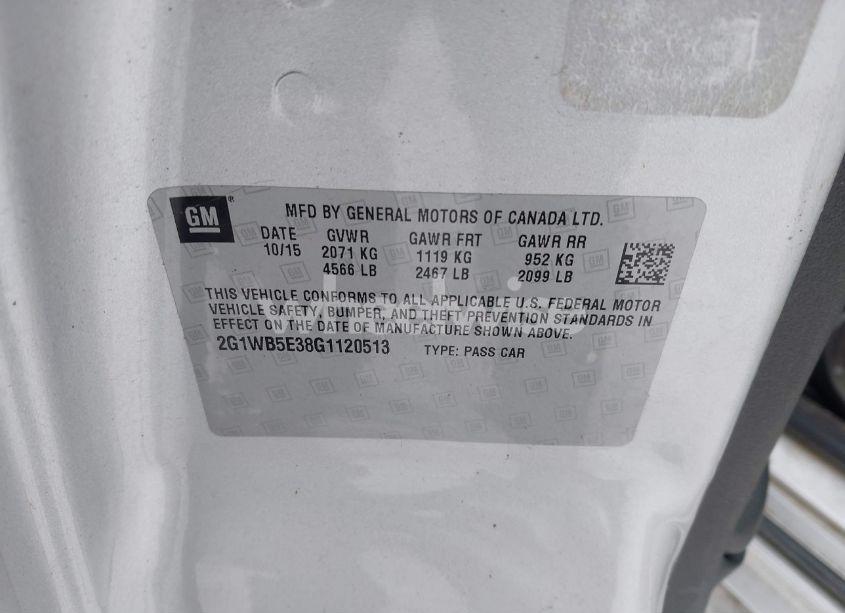 GM ®
MFD BY GENERAL MOTORS OF CANADA LTD.
DATE GVWR GAWR FRT GAWR RR
10/15 2071 KG 1119 KG 952 KG
4566 LB 2467 LB 2099 LB
THIS VEHICLE CONFORMS TO ALL APPLICABLE U.S. FEDERAL MOTOR
VEHICLE SAFETY, BUMPER, AND THEFT PREVENTION STANDARDS IN
EFFECT ON THE DATE OF MANUFACTURE SHOWN ABOVE.
2G1WB5E38G1120513 TYPE: PASS CAR